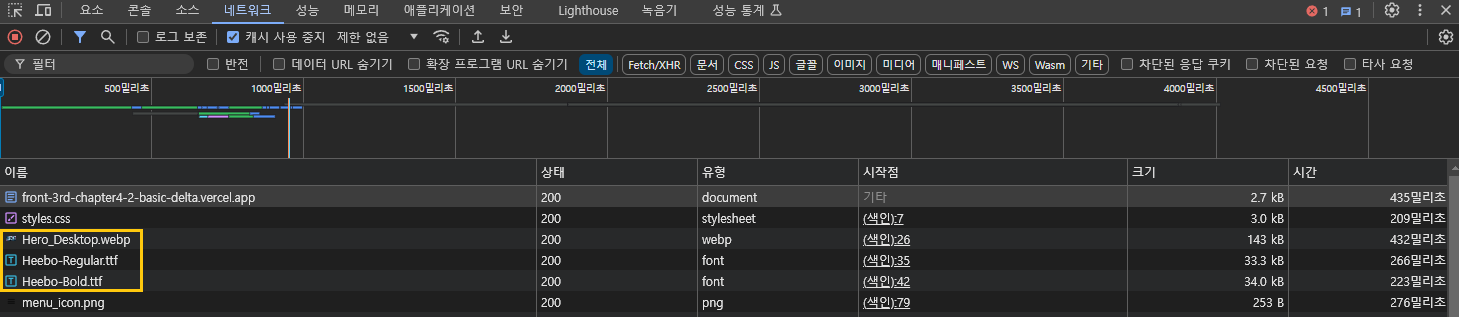 요소 콘솔 소스 네트워크 성능 메모리 애플리케이션 보안 Lighthouse 녹음기 성능 통계 1 1
로그 보존 캐시 사용 중지 제한 없음
필터 반전 데이터 URL 숨기기 확장 프로그램 URL 숨기기 전체 Fetch/XHR 문서 CSS JS 글꼴 이미지 미디어 매니페스트 WS Wasm 기타 차단된 응답 쿠키 차단된 요청 타사 요청
500밀리초 1000밀리초 1500밀리초 2000밀리초 2500밀리초 3000밀리초 3500밀리초 4000밀리초 4500밀리초
이름 상태 유형 시작점 크기 시간
front-3rd-chapter4-2-basic-delta.vercel.app 200 document 기타 2.7 kB 435밀리초
styles.css 200 stylesheet (색인):7 3.0 kB 209밀리초
Hero_Desktop.webp 200 webp (색인):26 143 kB 432밀리초
Heebo-Regular.ttf 200 font (색인):35 33.3 kB 266밀리초
Heebo-Bold.ttf 200 font (색인):42 34.0 kB 223밀리초
menu_icon.png 200 png (색인):79 253 B 276밀리초